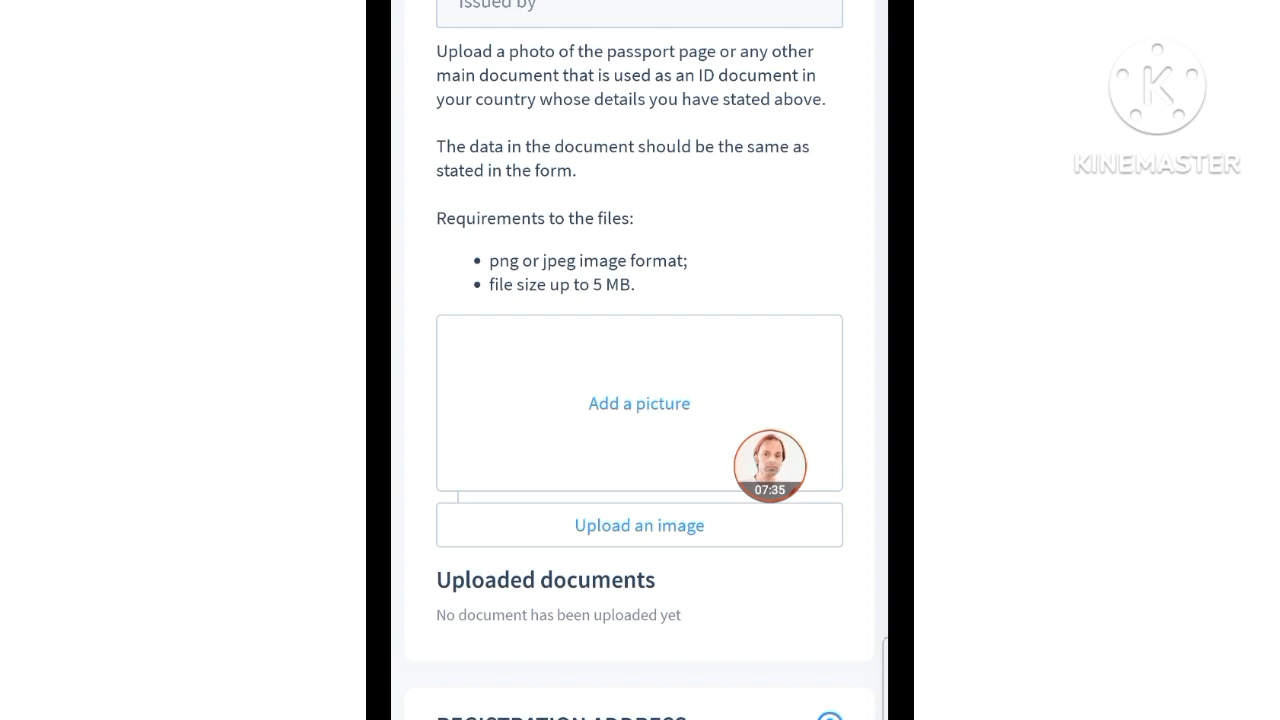 Issued by
Upload a photo of the passport page or any other
main document that is used as an ID document in
your country whose details you have stated above.
The data in the document should be the same as
stated in the form.
Requirements to the files:
• png or jpeg image format;
• file size up to 5 MB.
Add a picture
07:35
Upload an image
Uploaded documents
No document has been uploaded yet
REGISTRATION ADDRESS
K
KINEMASTER